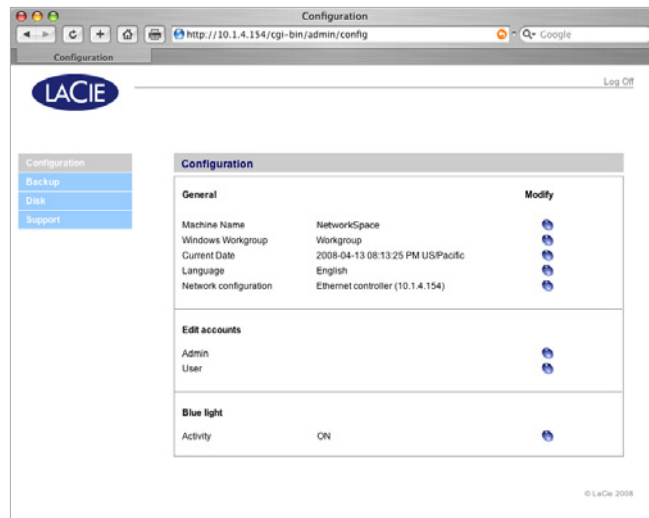 Configuration
http://10.1.4.154/cgi-bin/admin/config
Google
Configuration
LACIE
Log Off
Configuration
Backup
Disk
Support
Configuration
General Modify
Machine Name NetworkSpace
Windows Workgroup Workgroup
Current Date 2008-04-13 08:13:25 PM US/Pacific
Language English
Network configuration Ethernet controller (10.1.4.154)
Edit accounts
Admin
User
Blue light
Activity ON
© LaCie 2008